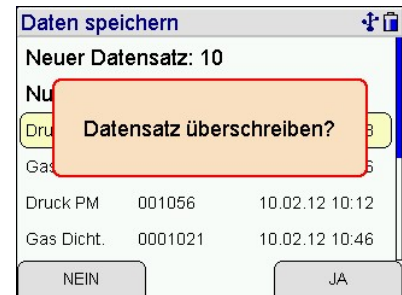 Daten speichern
Neuer Datensatz: 10
Nu
Dru
Datensatz überschreiben?
Gas
Druck PM 001056 10.02.12 10:12
Gas Dicht. 0001021 10.02.12 10:46
NEIN JA